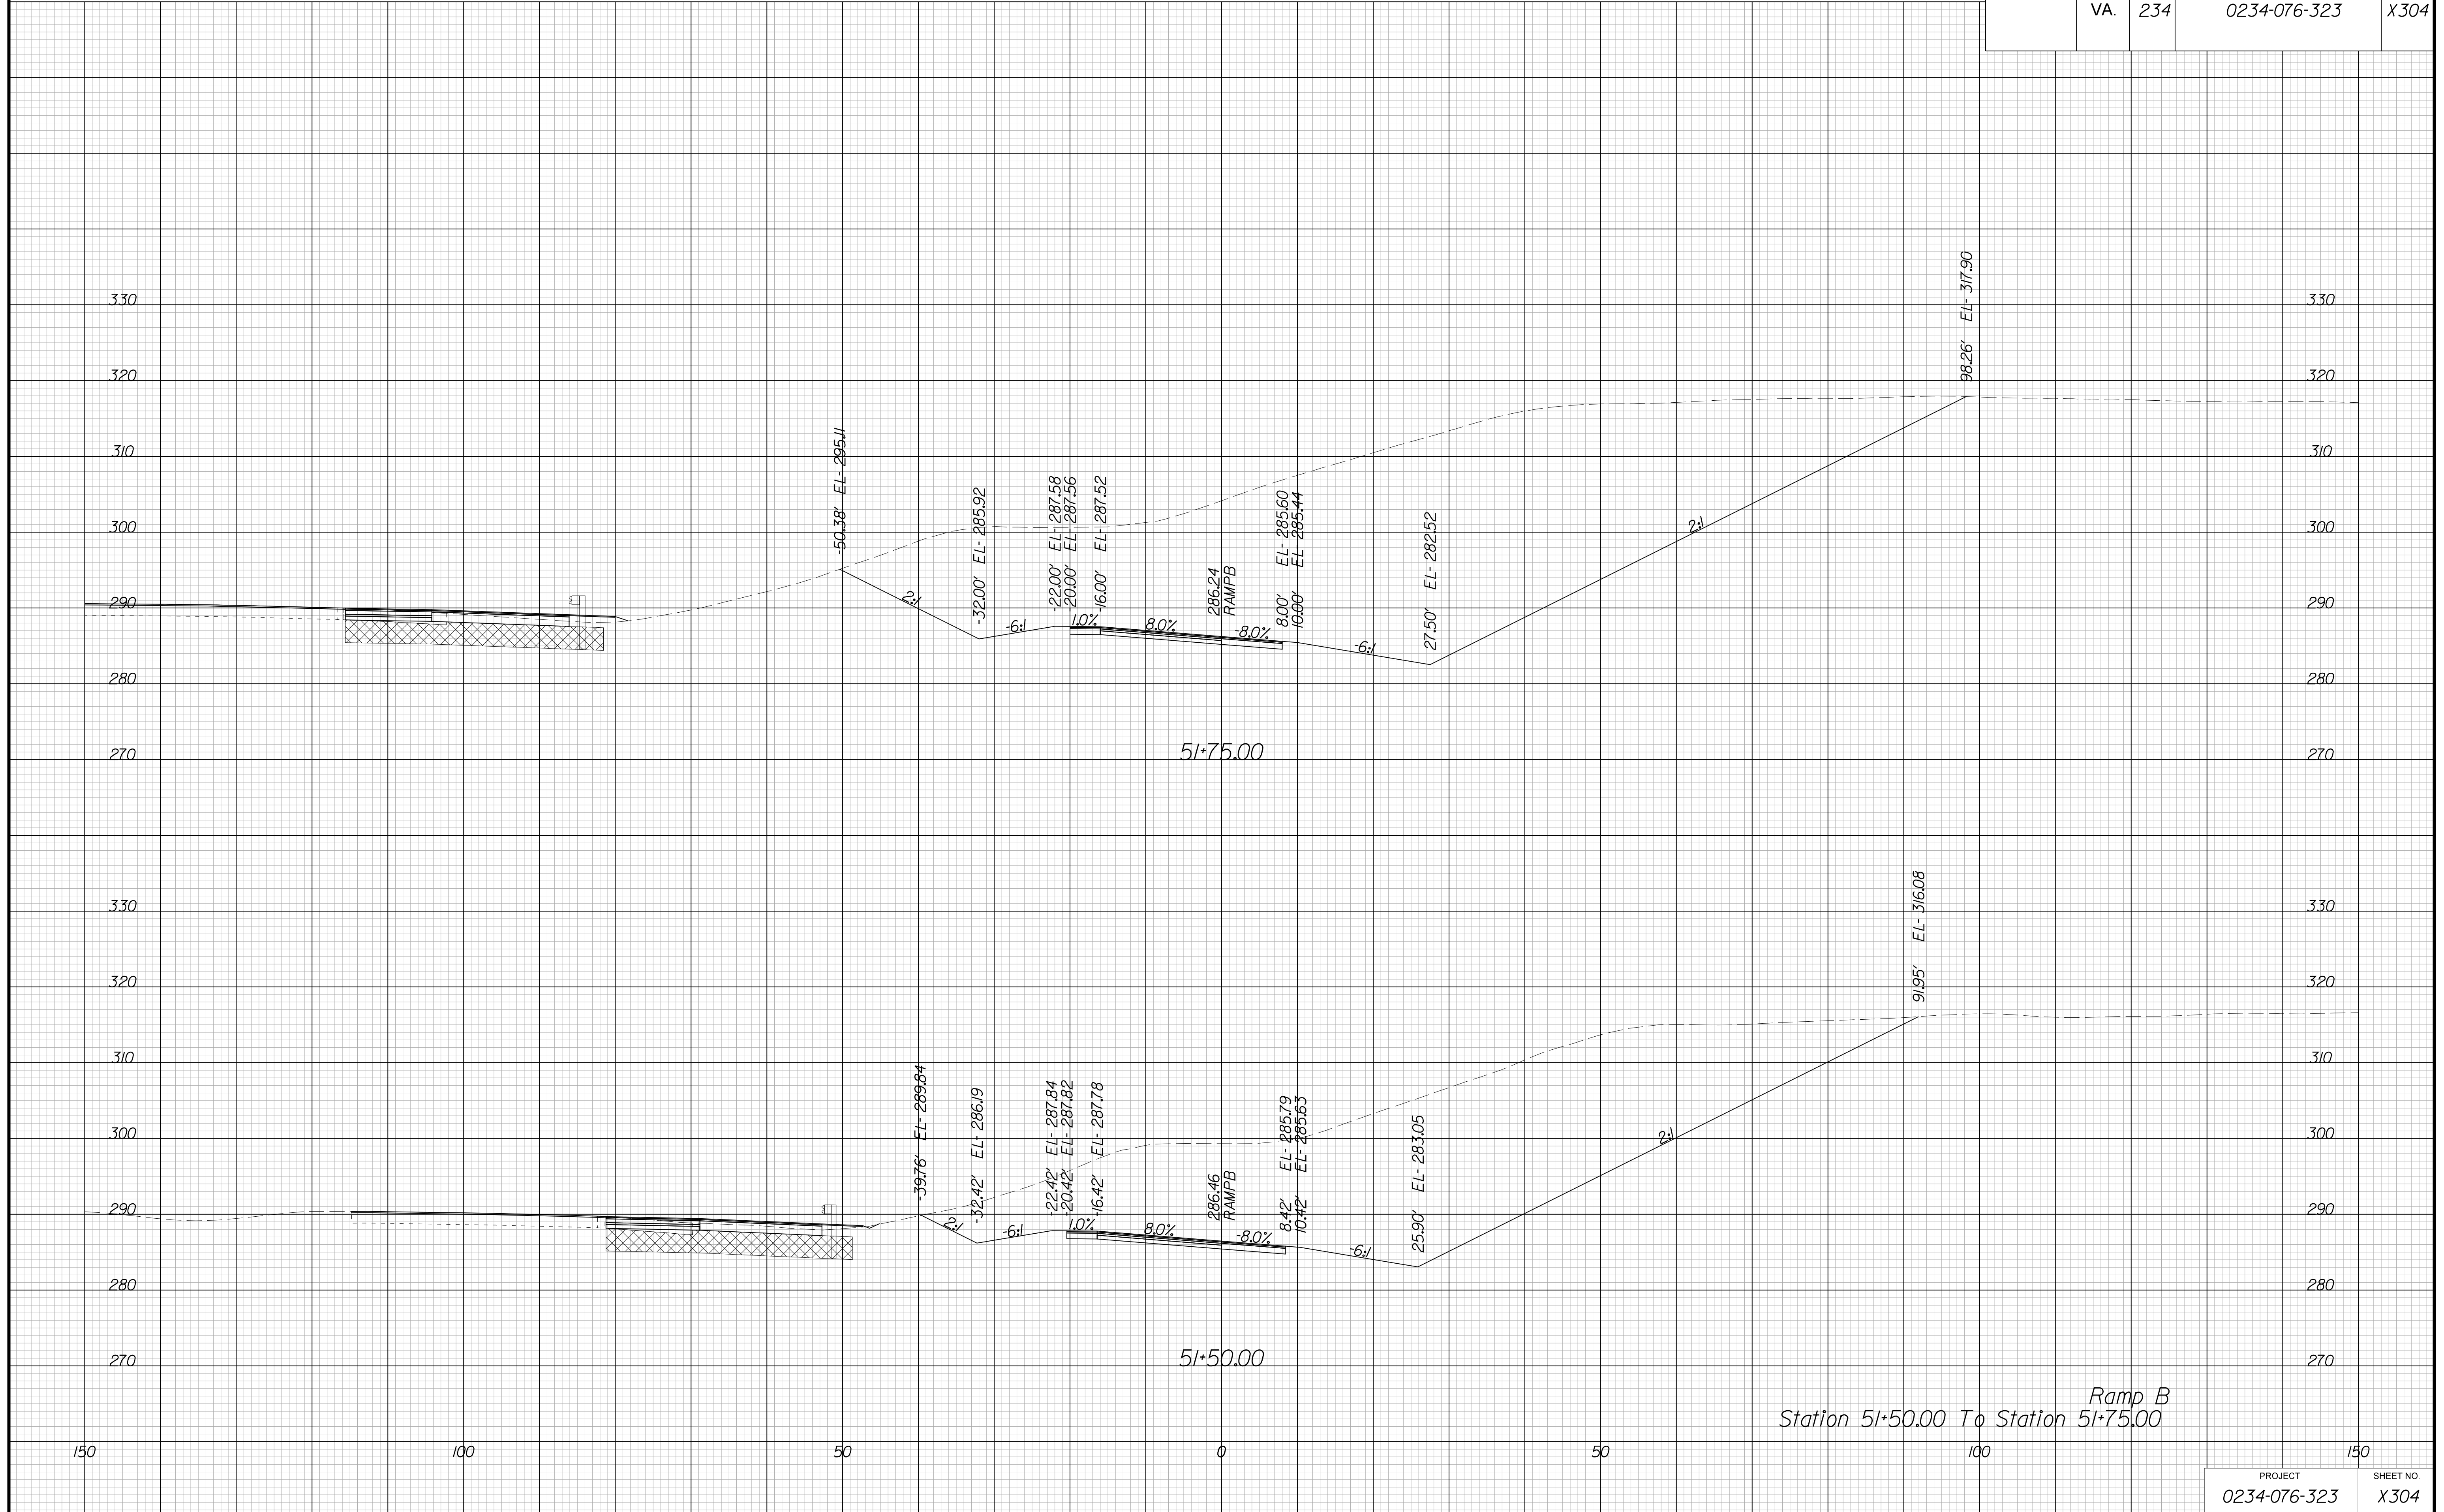 VA. 234 0234-076-323 X304
98.26' EL- 317.90
330 330
320 320
-50.38' EL- 295.11
310 310
-32.00' EL- 285.92
-22.00' EL- 287.58
20.00' EL- 287.56
-16.00' EL- 287.52
286.24
RAMPB
8.00' EL- 285.60
10.00' EL- 285.44
27.50' EL- 282.52
300 300
2:1
290 290
2:1 -6:1 1.0% 8.0% -8.0% -6:1
280 280
270 51+75.00 270
91.95' EL- 316.08
330 330
320 320
310 310
-39.76' EL- 289.84
-32.42' EL- 286.19
-22.42' EL- 287.84
-20.42' EL- 287.82
-16.42' EL- 287.78
286.46
RAMPB
8.42' EL- 285.79
10.42' EL- 285.63
25.90' EL- 283.05
300 300
2:1
290 290
2:1 -6:1 1.0% 8.0% -8.0% -6:1
280 280
270 51+50.00 270
Ramp B
Station 51+50.00 To Station 51+75.00
150 100 50 0 50 100 150
PROJECT SHEET NO.
0234-076-323 X304